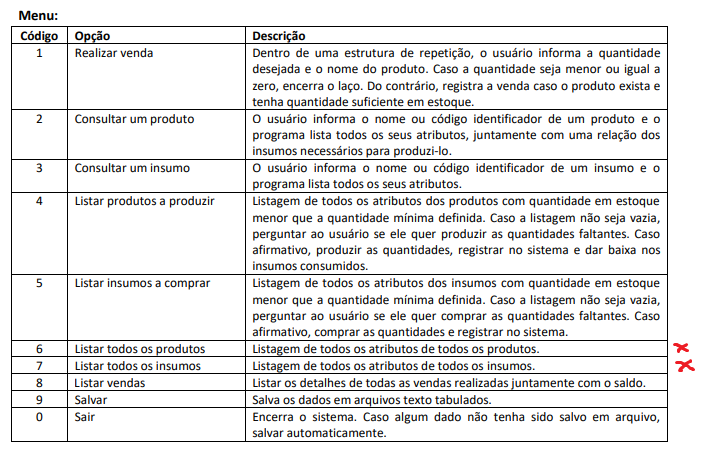 Menu:
Código Opção Descrição
1 Realizar venda Dentro de uma estrutura de repetição, o usuário informa a quantidade
desejada e o nome do produto. Caso a quantidade seja menor ou igual a
zero, encerra o laço. Do contrário, registra a venda caso o produto exista e
tenha quantidade suficiente em estoque.
2 Consultar um produto O usuário informa o nome ou código identificador de um produto e o
programa lista todos os seus atributos, juntamente com uma relação dos
insumos necessários para produzi-lo.
3 Consultar um insumo O usuário informa o nome ou código identificador de um insumo e o
programa lista todos os seus atributos.
4 Listar produtos a produzir Listagem de todos os atributos dos produtos com quantidade em estoque
menor que a quantidade mínima definida. Caso a listagem não seja vazia,
perguntar ao usuário se ele quer produzir as quantidades faltantes. Caso
afirmativo, produzir as quantidades, registrar no sistema e dar baixa nos
insumos consumidos.
5 Listar insumos a comprar Listagem de todos os atributos dos insumos com quantidade em estoque
menor que a quantidade mínima definida. Caso a listagem não seja vazia,
perguntar ao usuário se ele quer comprar as quantidades faltantes. Caso
afirmativo, comprar as quantidades e registrar no sistema.
6 Listar todos os produtos Listagem de todos os atributos de todos os produtos.
7 Listar todos os insumos Listagem de todos os atributos de todos os insumos.
8 Listar vendas Listar os detalhes de todas as vendas realizadas juntamente com o saldo.
9 Salvar Salva os dados em arquivos texto tabulados.
0 Sair Encerra o sistema. Caso algum dado não tenha sido salvo em arquivo,
salvar automaticamente.